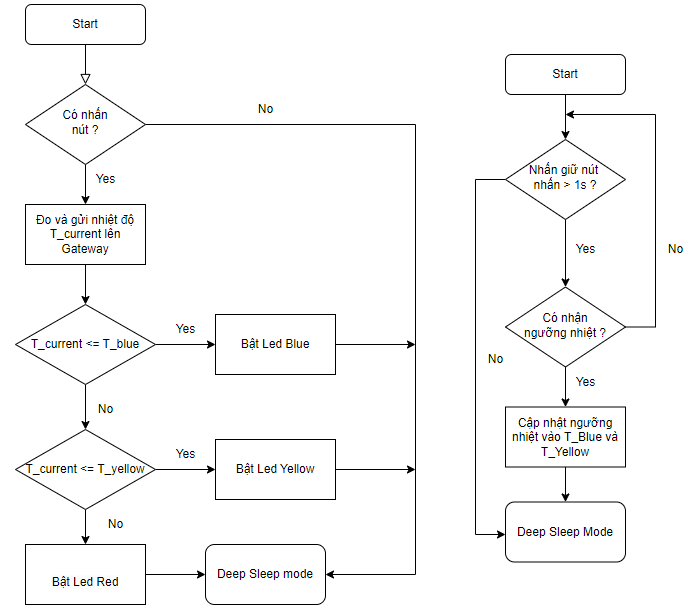 Start
Có nhấn
nút ?
No
Yes
Đo và gửi nhiệt độ
T_current lên
Gateway
T_current <= T_blue
Yes
Bật Led Blue
No
T_current <= T_yellow
Yes
Bật Led Yellow
No
Bật Led Red
Deep Sleep mode
Start
Nhấn giữ nút
nhấn > 1s ?
Yes
No
Có nhận
ngưỡng nhiệt ?
No
Yes
Cập nhật ngưỡng
nhiệt vào T_Blue và
T_Yellow
Deep Sleep Mode